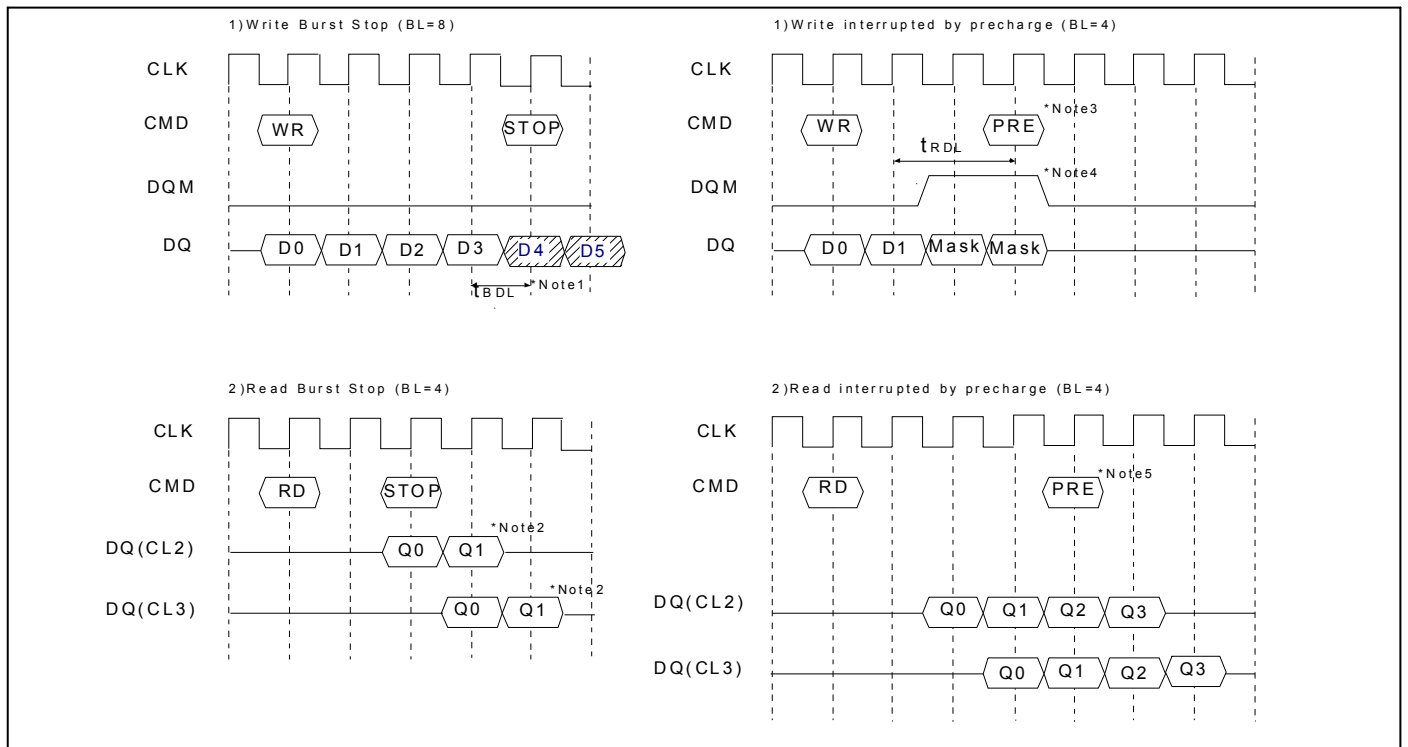 1)Write Burst Stop (BL=8)
CLK
CMD WR STOP
DQM
DQ D0 D1 D2 D3 D4 D5
tBDL *Note1
1)Write interrupted by precharge (BL=4)
CLK
CMD WR PRE *Note3
tRDL
DQM *Note4
DQ D0 D1 Mask Mask
2)Read Burst Stop (BL=4)
CLK
CMD RD STOP
DQ(CL2) Q0 Q1 *Note2
DQ(CL3) Q0 Q1 *Note2
2)Read interrupted by precharge (BL=4)
CLK
CMD RD PRE *Note5
DQ(CL2) Q0 Q1 Q2 Q3
DQ(CL3) Q0 Q1 Q2 Q3